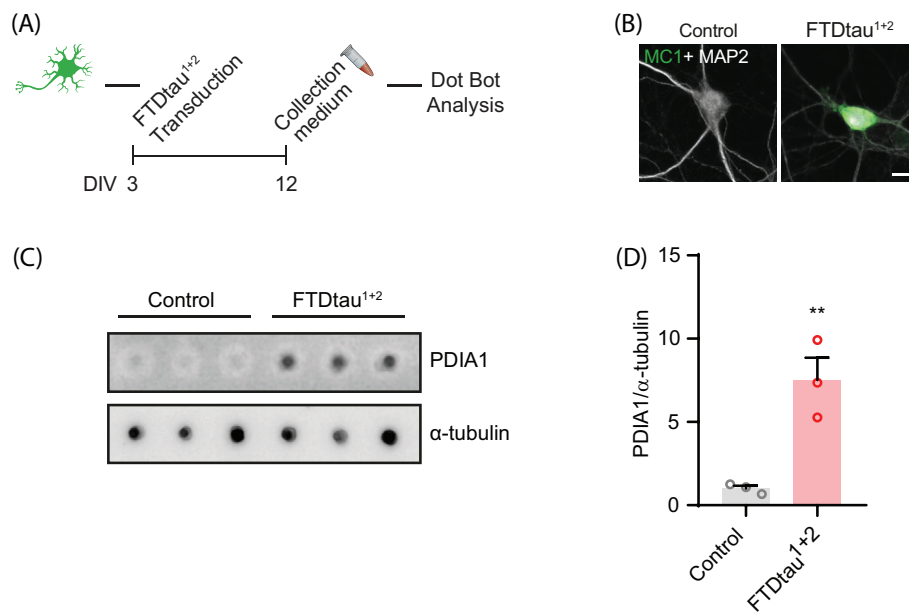 (A)
FTDtau¹⁺²
Transduction
Collection
medium
Dot Bot
Analysis
DIV 3
12
(B)
Control
FTDtau¹⁺²
MC1+ MAP2
(C)
Control
FTDtau¹⁺²
PDIA1
α-tubulin
(D)
15
10
5
0
PDIA1/α-tubulin
**
Control
FTDtau¹⁺²